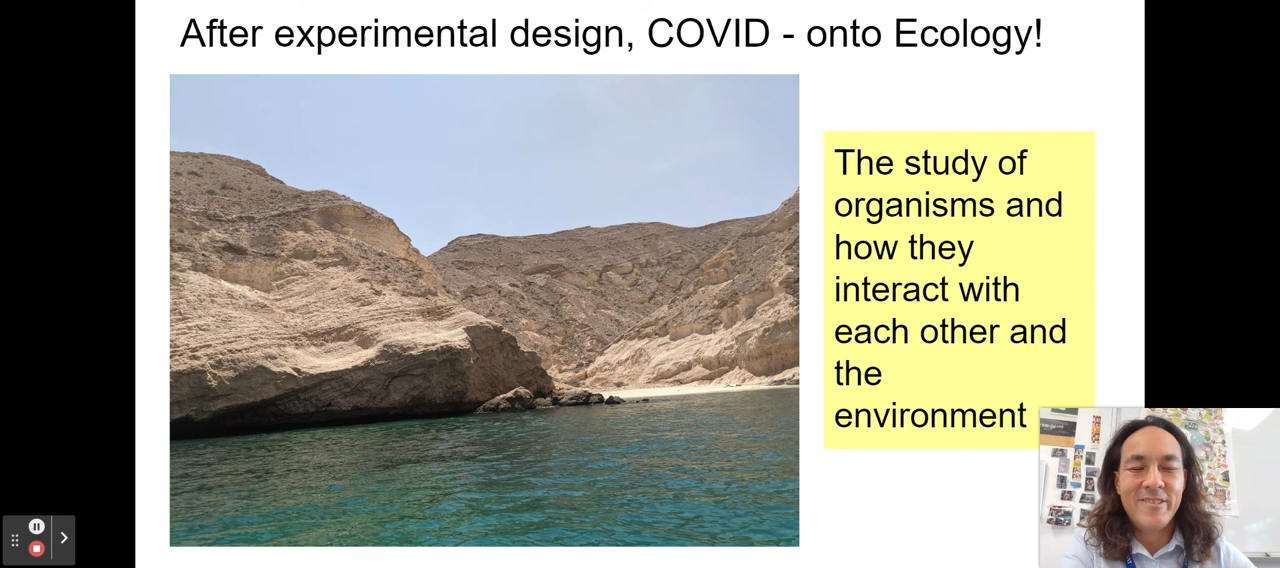 After experimental design, COVID - onto Ecology!
The study of
organisms and
how they
interact with
each other and
the
environment